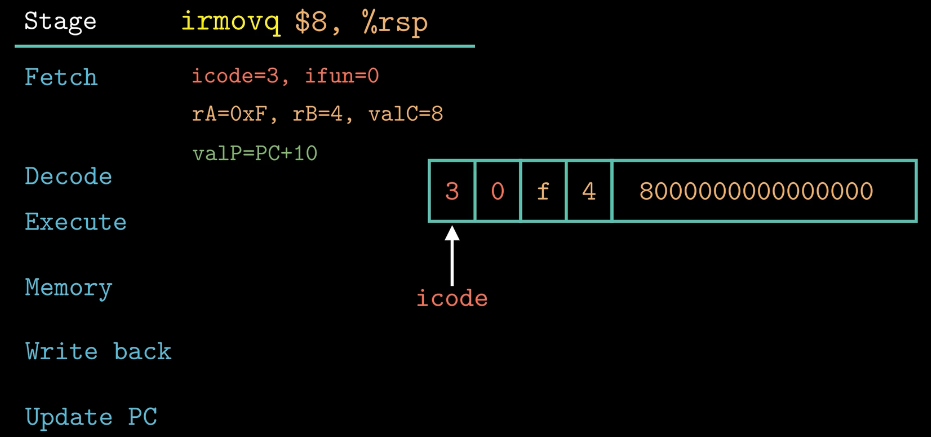 Stage irmovq $8, %rsp
Fetch icode=3, ifun=0
rA=0xF, rB=4, valC=8
valP=PC+10
Decode
3 0 f 4 8000000000000000
Execute
Memory
icode
Write back
Update PC